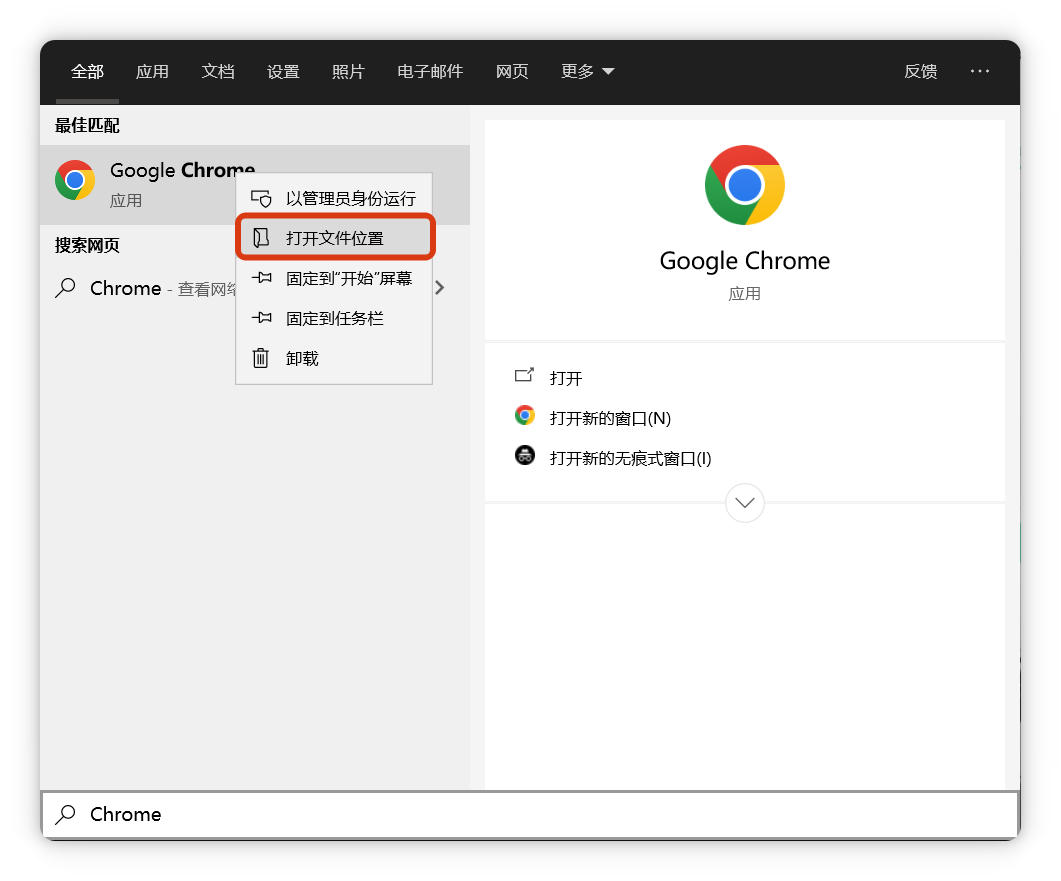 全部 应用 文档 设置 照片 电子邮件 网页 更多 反馈 ...
最佳匹配
Google Chrome
应用
搜索网页
Chrome - 查看网络
以管理员身份运行
打开文件位置
固定到"开始"屏幕
固定到任务栏
卸载
Google Chrome
应用
打开
打开新的窗口(N)
打开新的无痕式窗口(I)
Chrome